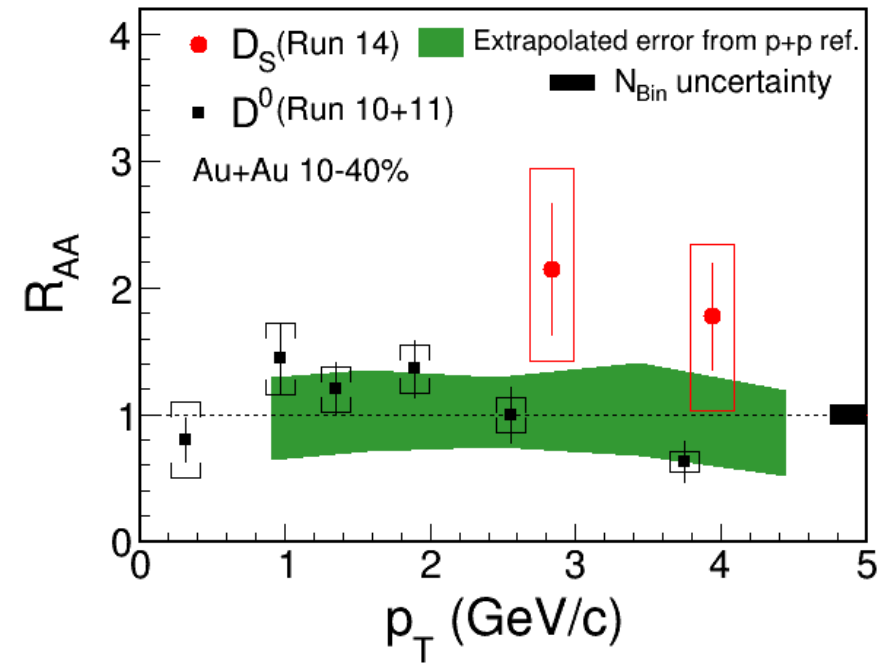 D_S (Run 14)
Extrapolated error from p+p ref.
N_Bin uncertainty
D^0 (Run 10+11)
Au+Au 10-40%
R_AA
4
3
2
1
0
0 1 2 3 4 5
p_T (GeV/c)